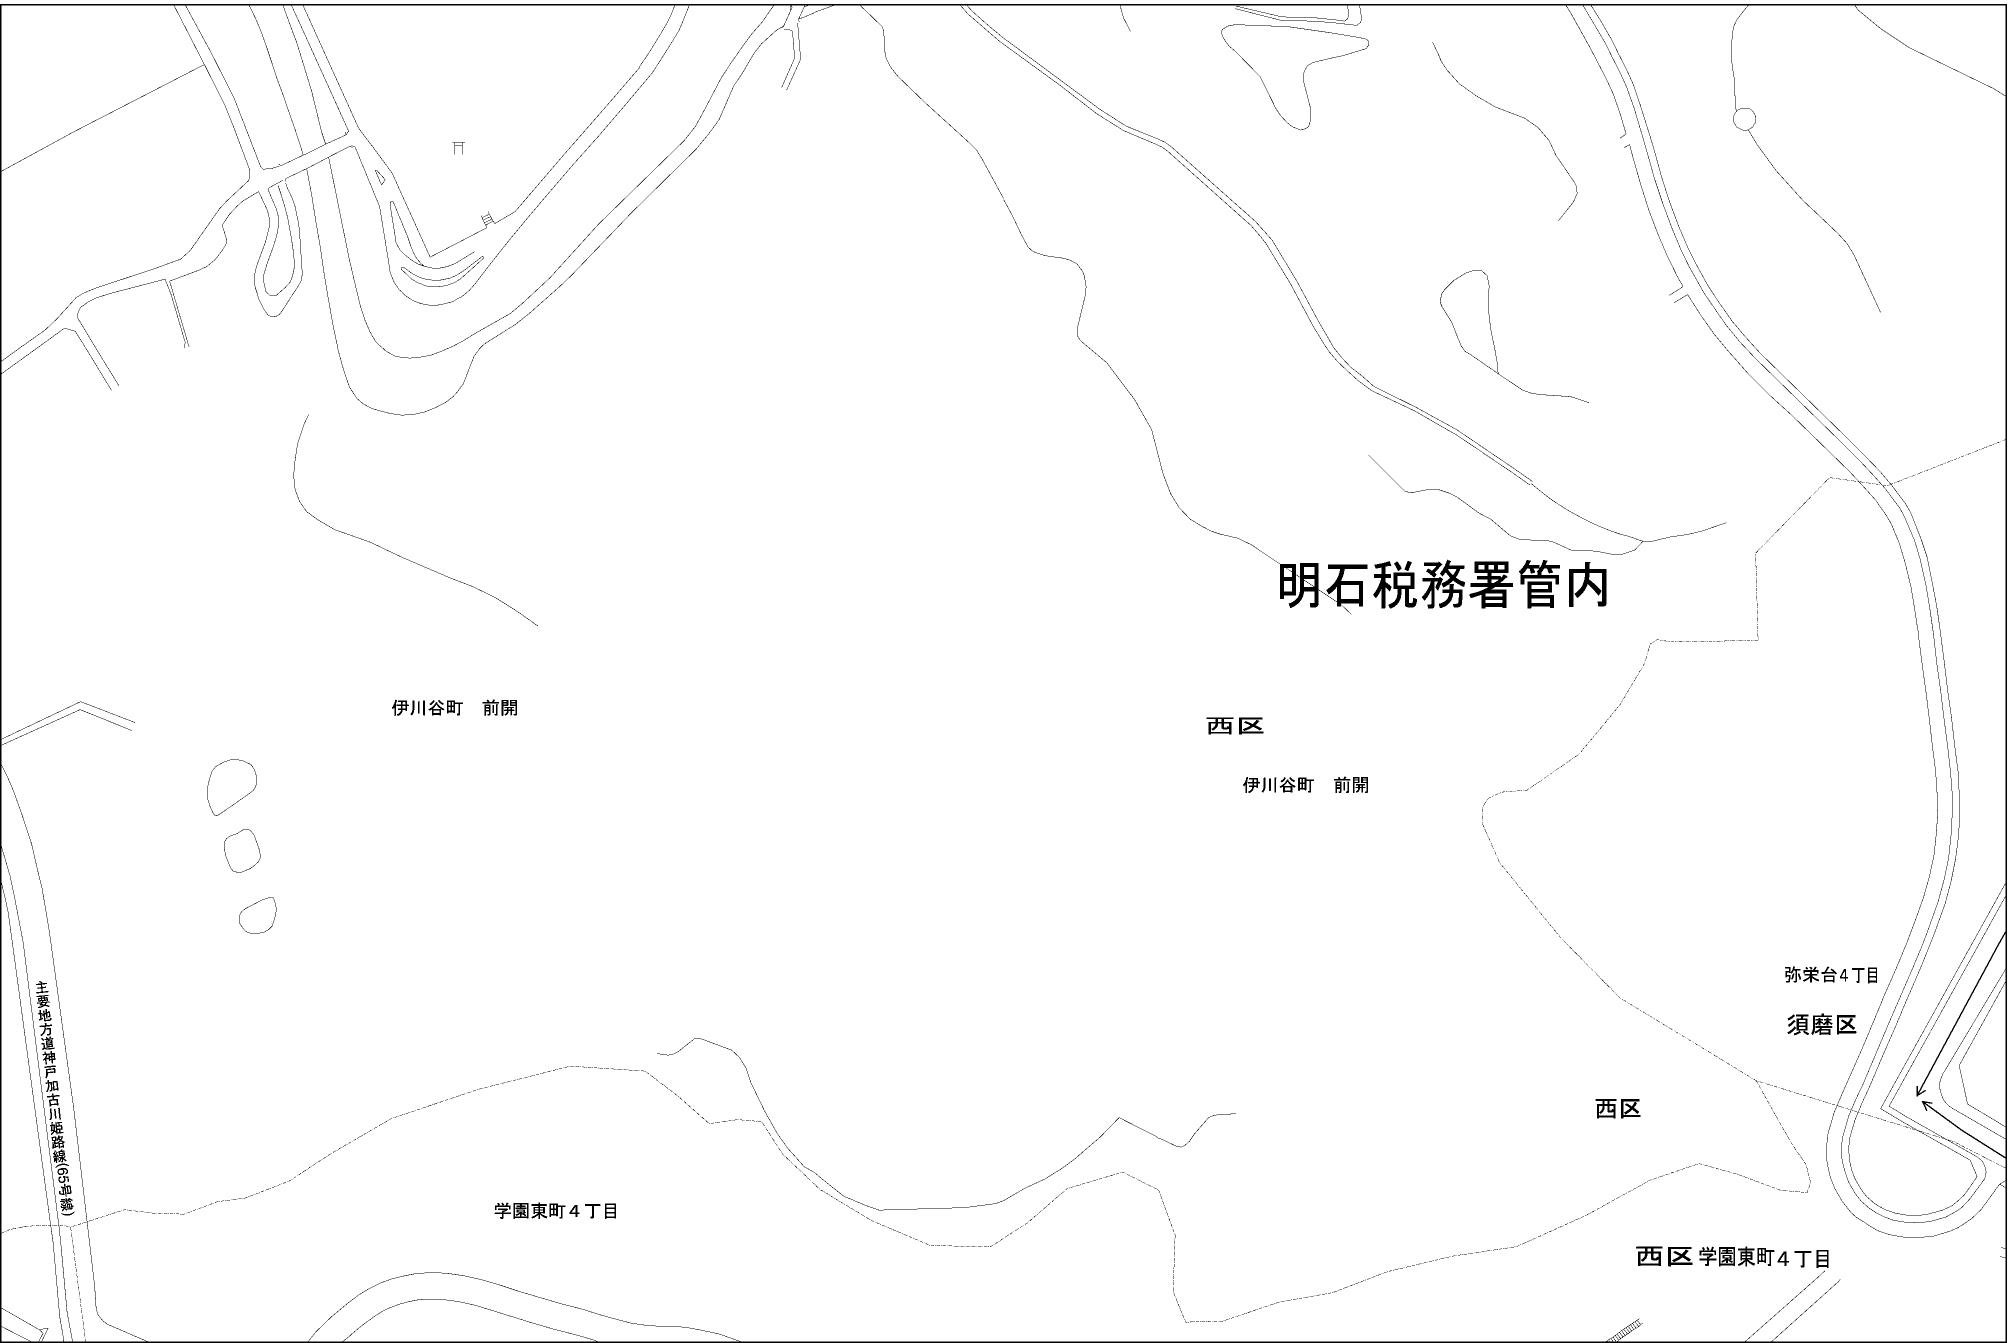 明石税務署管内
伊川谷町　前開
西区
伊川谷町　前開
弥栄台4丁目
須磨区
主要地方道神戸加古川姫路線(65号線)
西区
学園東町４丁目
西区 学園東町４丁目